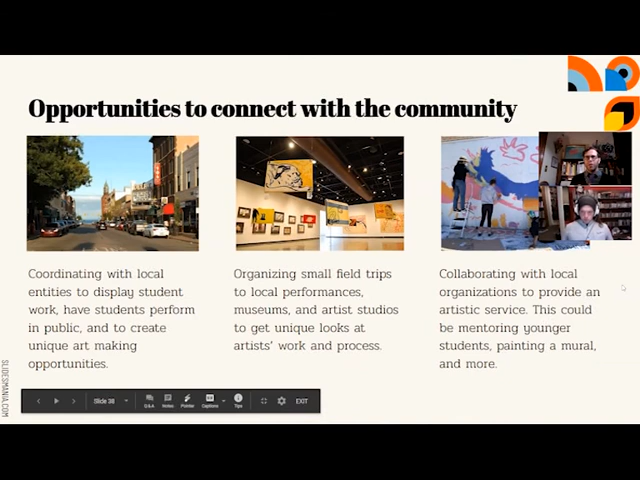 Opportunities to connect with the community
Coordinating with local
entities to display student
work, have students perform
in public, and to create
unique art making
opportunities.
Organizing small field trips
to local performances,
museums, and artist studios
to get unique looks at
artists' work and process.
Collaborating with local
organizations to provide an
artistic service. This could
be mentoring younger
students, painting a mural,
and more.
SLIDESMANIA.COM
Slide 38
Q&A
Notes
Pointer
Captions
Tips
EXIT